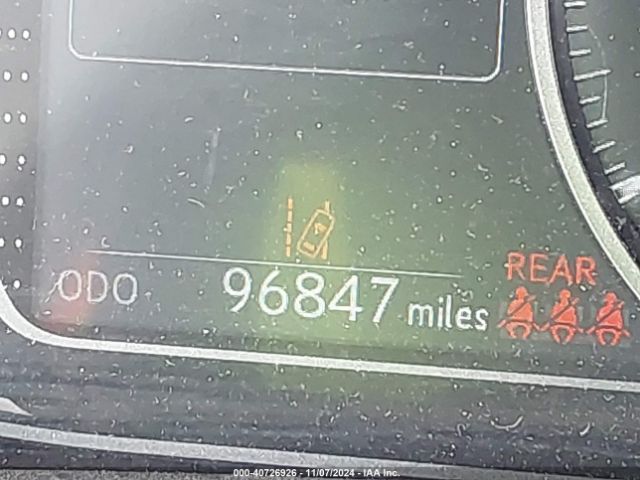 REAR
ODO 96847 miles
000-40726926 - 11/07/2024 - IAA Inc.